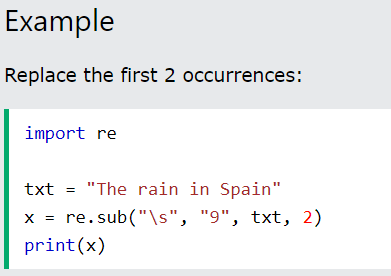 Example
Replace the first 2 occurrences:
import re
txt = "The rain in Spain"
x = re.sub("\s", "9", txt, 2)
print(x)